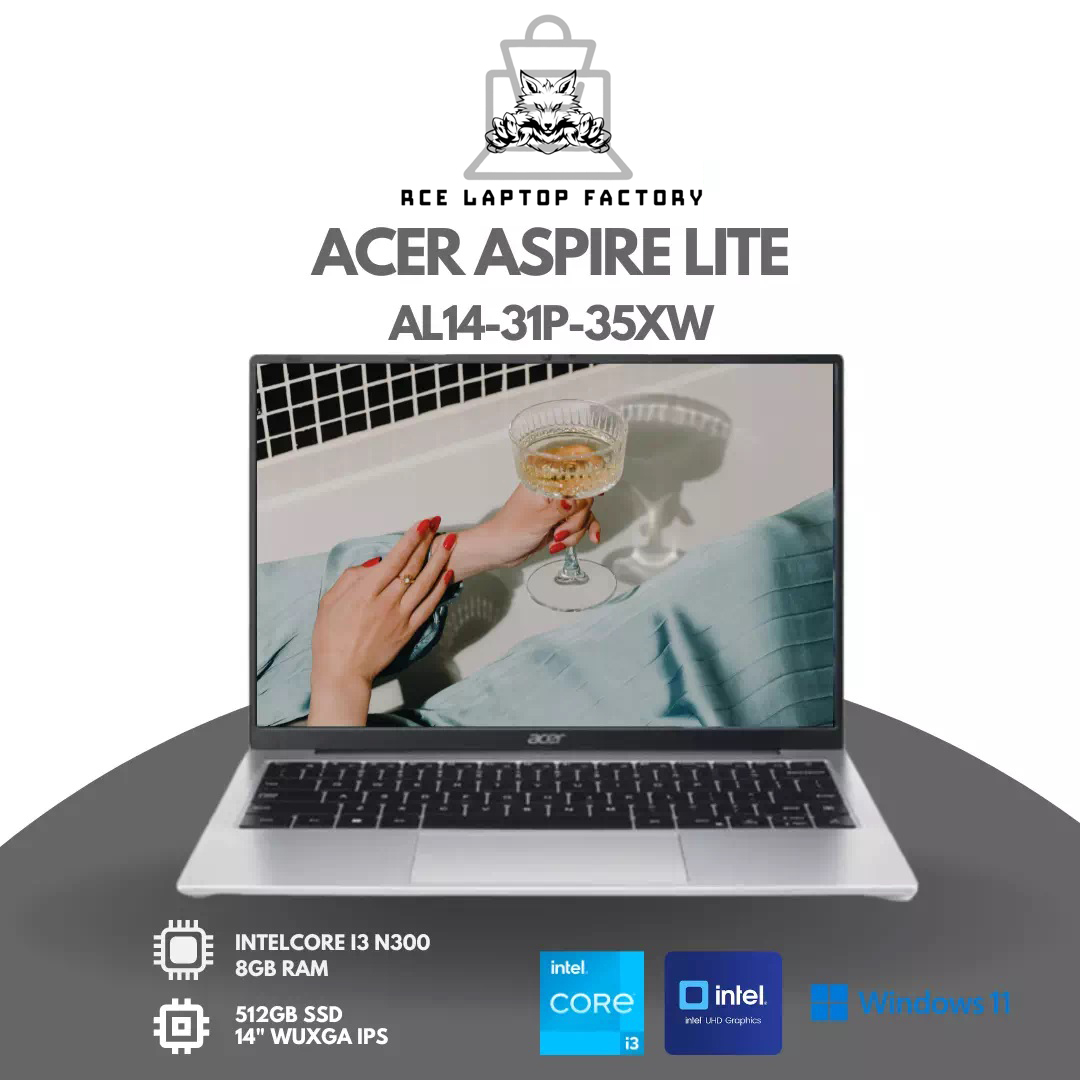 RCE LAPTOP FACTORY
ACER ASPIRE LITE
AL14-31P-35XW
acer
INTELCORE I3 N300
8GB RAM
512GB SSD
14" WUXGA IPS
intel.
CORE
i3
intel.
intel UHD Graphics
Windows 11